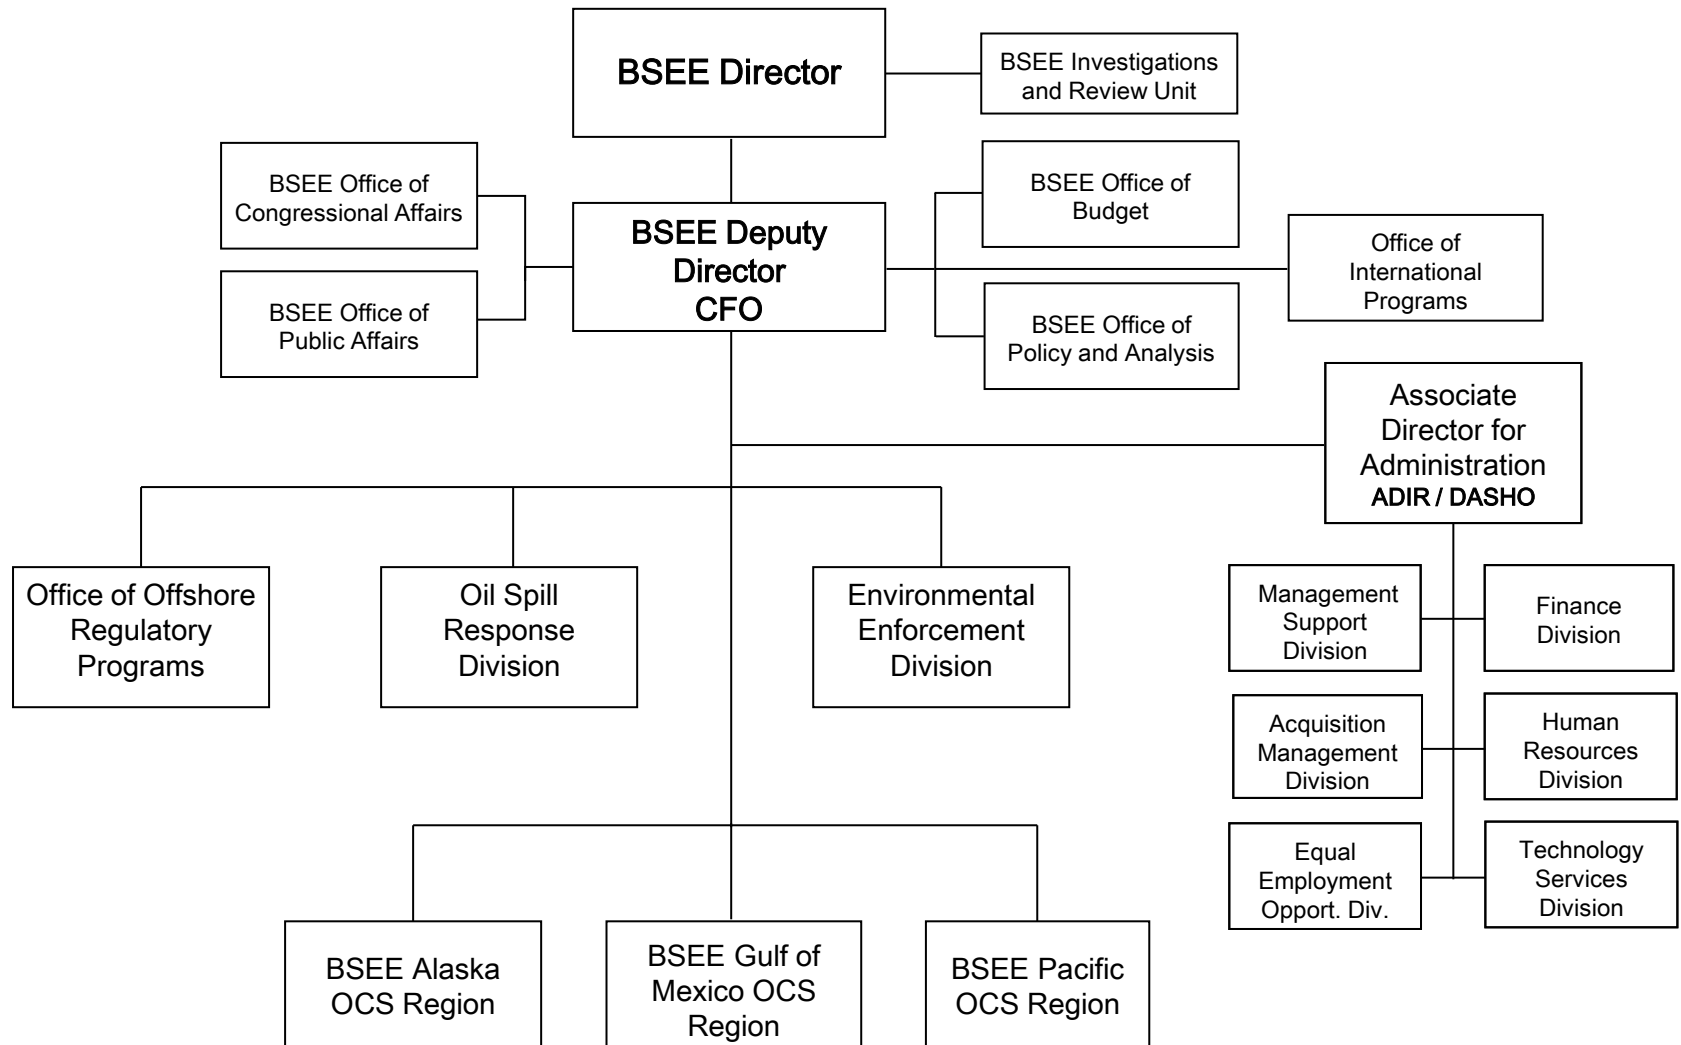 BSEE Director
BSEE Investigations
and Review Unit
BSEE Office of
Congressional Affairs
BSEE Office of
Public Affairs
BSEE Deputy
Director
CFO
BSEE Office of
Budget
BSEE Office of
Policy and Analysis
Office of
International
Programs
Associate
Director for
Administration
ADIR / DASHO
Office of Offshore
Regulatory
Programs
Oil Spill
Response
Division
Environmental
Enforcement
Division
Management
Support
Division
Finance
Division
Acquisition
Management
Division
Human
Resources
Division
Equal
Employment
Opport. Div.
Technology
Services
Division
BSEE Alaska
OCS Region
BSEE Gulf of
Mexico OCS
Region
BSEE Pacific
OCS Region